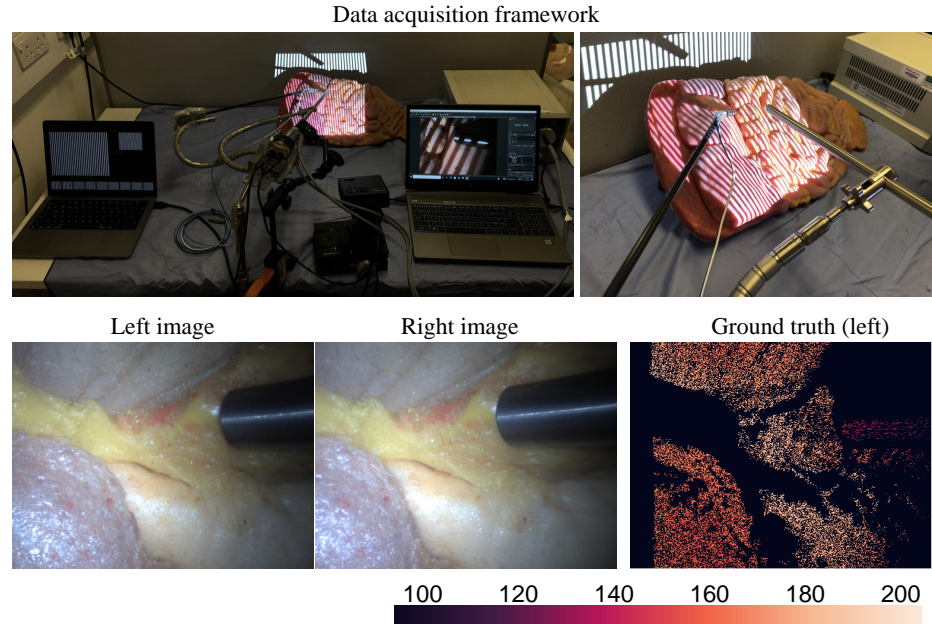 Data acquisition framework
Left image
Right image
Ground truth (left)
100 120 140 160 180 200